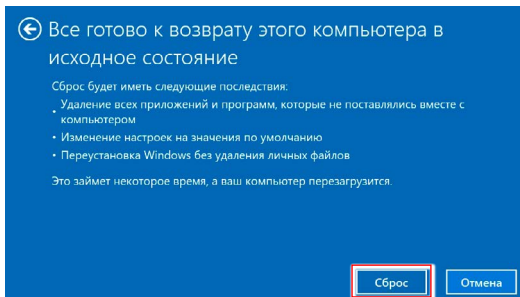 Все готово к возврату этого компьютера в
исходное состояние
Сброс будет иметь следующие последствия:
• Удаление всех приложений и программ, которые не поставлялись вместе с
компьютером
• Изменение настроек на значения по умолчанию
• Переустановка Windows без удаления личных файлов
Это займет некоторое время, а ваш компьютер перезагрузится.
Сброс Отмена